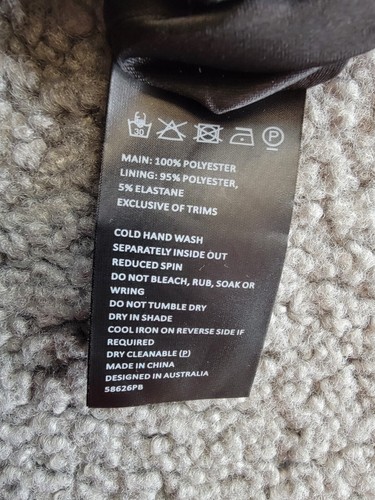 30 P
MAIN: 100% POLYESTER
LINING: 95% POLYESTER,
5% ELASTANE
EXCLUSIVE OF TRIMS
COLD HAND WASH
SEPARATELY INSIDE OUT
REDUCED SPIN
DO NOT BLEACH, RUB, SOAK OR
WRING
DO NOT TUMBLE DRY
DRY IN SHADE
COOL IRON ON REVERSE SIDE IF
REQUIRED
DRY CLEANABLE (P)
MADE IN CHINA
DESIGNED IN AUSTRALIA
58626PB